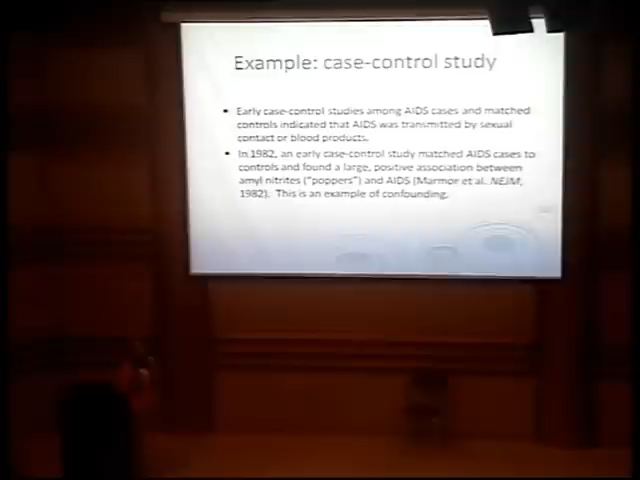 Example: case-control study
• Early case-control studies among AIDS cases and matched
controls indicated that AIDS was transmitted by sexual
contact or blood products.
• In 1982, an early case-control study matched AIDS cases to
controls and found a large, positive association between
amyl nitrites ("poppers") and AIDS (Marmor et al. NEJM,
1982). This is an example of confounding.